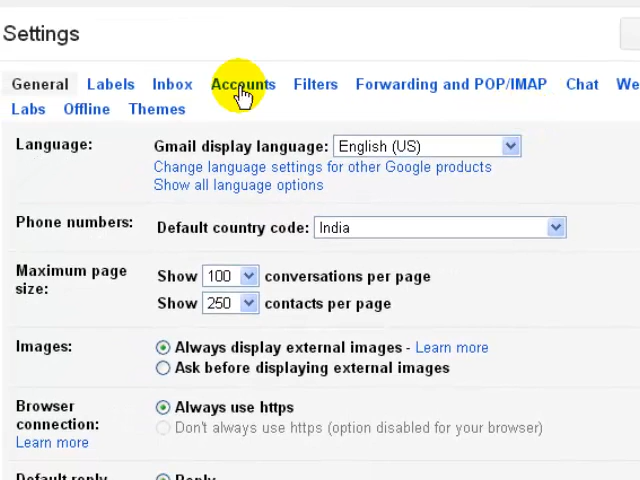 Settings
General Labels Inbox Accounts Filters Forwarding and POP/IMAP Chat We
Labs Offline Themes
Language: Gmail display language: English (US)
Change language settings for other Google products
Show all language options
Phone numbers: Default country code: India
Maximum page size: Show 100 conversations per page
Show 250 contacts per page
Images: Always display external images - Learn more
Ask before displaying external images
Browser connection: Always use https
Learn more Don't always use https (option disabled for your browser)
Default reply Reply